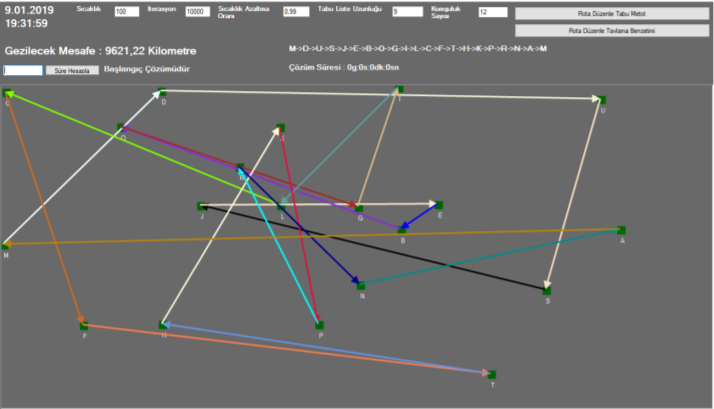 9.01.2019
19:31:59
Sıcaklık 100 Iterasyon 10000 Sıcaklık Azaltma Oranı 0,99 Tabu Liste Uzunluğu 9 Komşuluk Sayısı 12
Rota Düzenle Tabu Metot
Rota Düzenle Tavlama Benzetimi
Gezilecek Mesafe : 9621,22 Kilometre
M->D->U->S->J->E->B->O->G->I->L->C->F->T->H->K->P->R->N->A->M
Süre Hesapla
Başlangıç Çözümüdür
Çözüm Süresi : 0g:0s:0dk:0sn
C
D
I
U
O
K
R
J
L
G
E
B
A
M
N
S
F
H
P
T